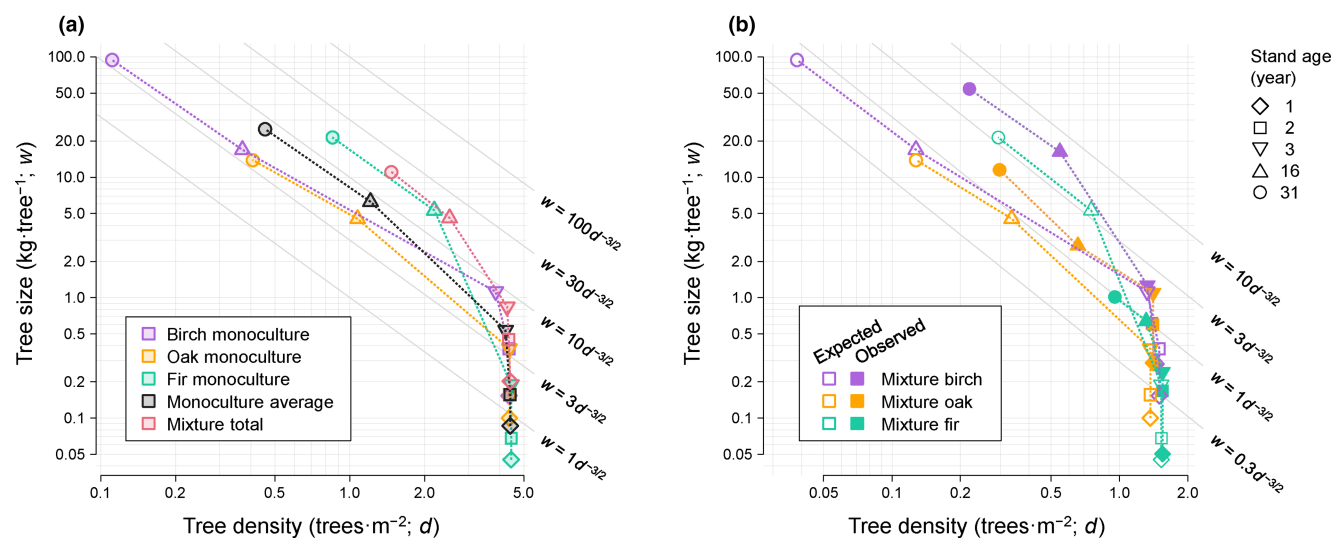 (a)
Tree size (kg·tree⁻¹; w)
100.0
50.0
20.0
10.0
5.0
2.0
1.0
0.5
0.2
0.1
0.05
0.1
0.2
0.5
1.0
2.0
5.0
Tree density (trees·m⁻²; d)
w = 100d⁻³/²
w = 30d⁻³/²
w = 10d⁻³/²
w = 3d⁻³/²
w = 1d⁻³/²
Birch monoculture
Oak monoculture
Fir monoculture
Monoculture average
Mixture total
(b)
Tree size (kg·tree⁻¹; w)
100.0
50.0
20.0
10.0
5.0
2.0
1.0
0.5
0.2
0.1
0.05
0.05
0.1
0.2
0.5
1.0
2.0
Tree density (trees·m⁻²; d)
w = 10d⁻³/²
w = 3d⁻³/²
w = 1d⁻³/²
w = 0.3d⁻³/²
Expected
Observed
Mixture birch
Mixture oak
Mixture fir
Stand age
(year)
1
2
3
16
31